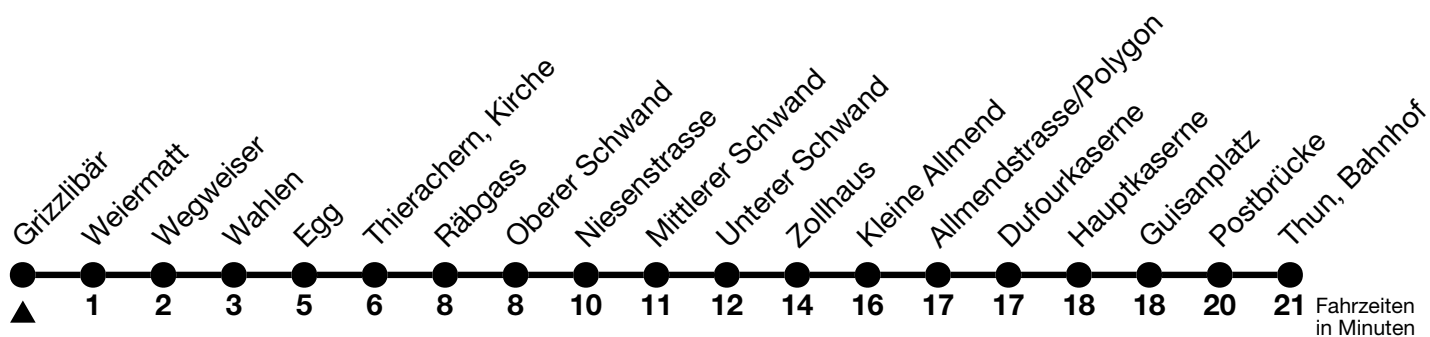 Grizzlibär
Weiermatt
Wegweiser
Wahlen
Egg
Thierachern, Kirche
Räbgass
Oberer Schwand
Niesenstrasse
Mittlerer Schwand
Unterer Schwand
Zollhaus
Kleine Allmend
Allmendstrasse/Polygon
Dufourkaserne
Hauptkaserne
Guisanplatz
Postbrücke
Thun, Bahnhof
1 2 3 5 6 8 8 10 11 12 14 16 17 17 18 18 20 21
Fahrzeiten
in Minuten